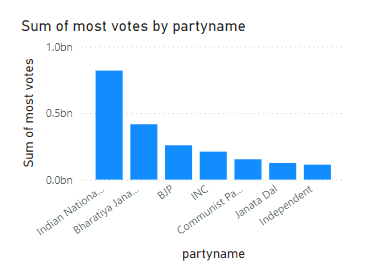 Sum of most votes by partyname
1.0bn
0.5bn
0.0bn
Sum of most votes
Indian Nationa...
Bharatiya Jana...
BJP
INC
Communist Pa...
Janata Dal
Independent
partyname